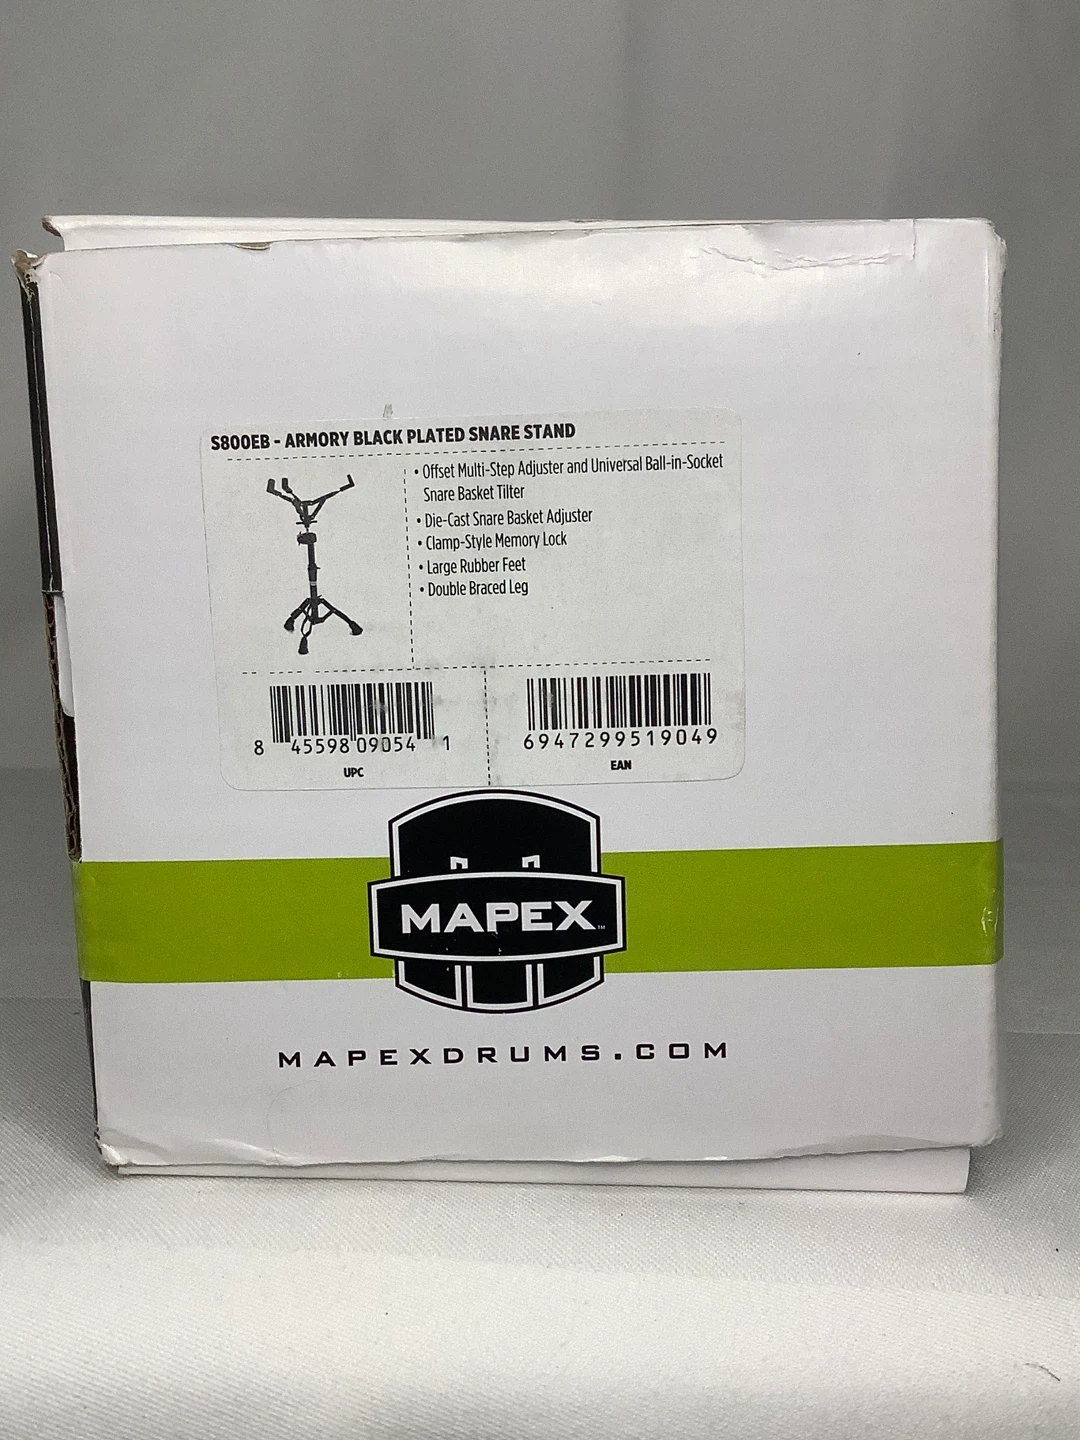 S800EB - ARMORY BLACK PLATED SNARE STAND
• Offset Multi-Step Adjuster and Universal Ball-in-Socket
Snare Basket Tilter
• Die-Cast Snare Basket Adjuster
• Clamp-Style Memory Lock
• Large Rubber Feet
• Double Braced Leg
8 45598 09054 1
UPC
6947299519049
EAN
MAPEX™
MAPEXDRUMS.COM